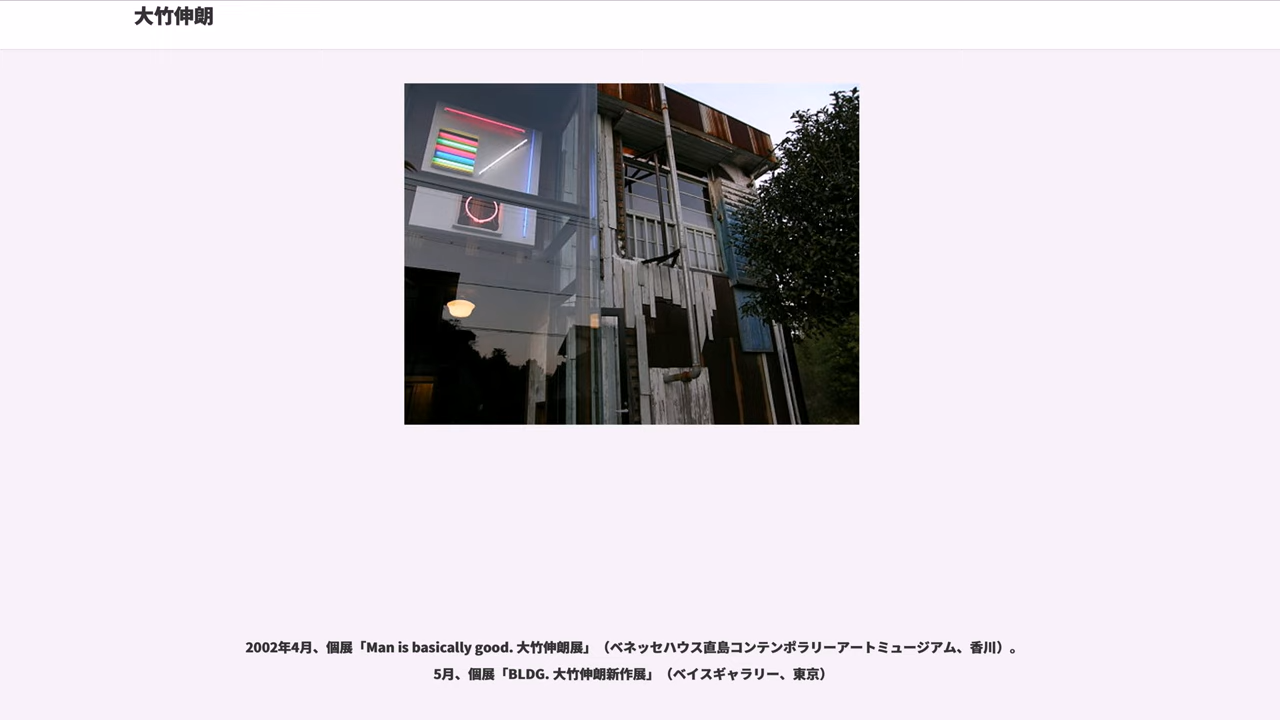 大竹伸朗
2002年4月、個展「Man is basically good. 大竹伸朗展」（ベネッセハウス直島コンテンポラリーアートミュージアム、香川）。
5月、個展「BLDG. 大竹伸朗新作展」（ベイスギャラリー、東京）